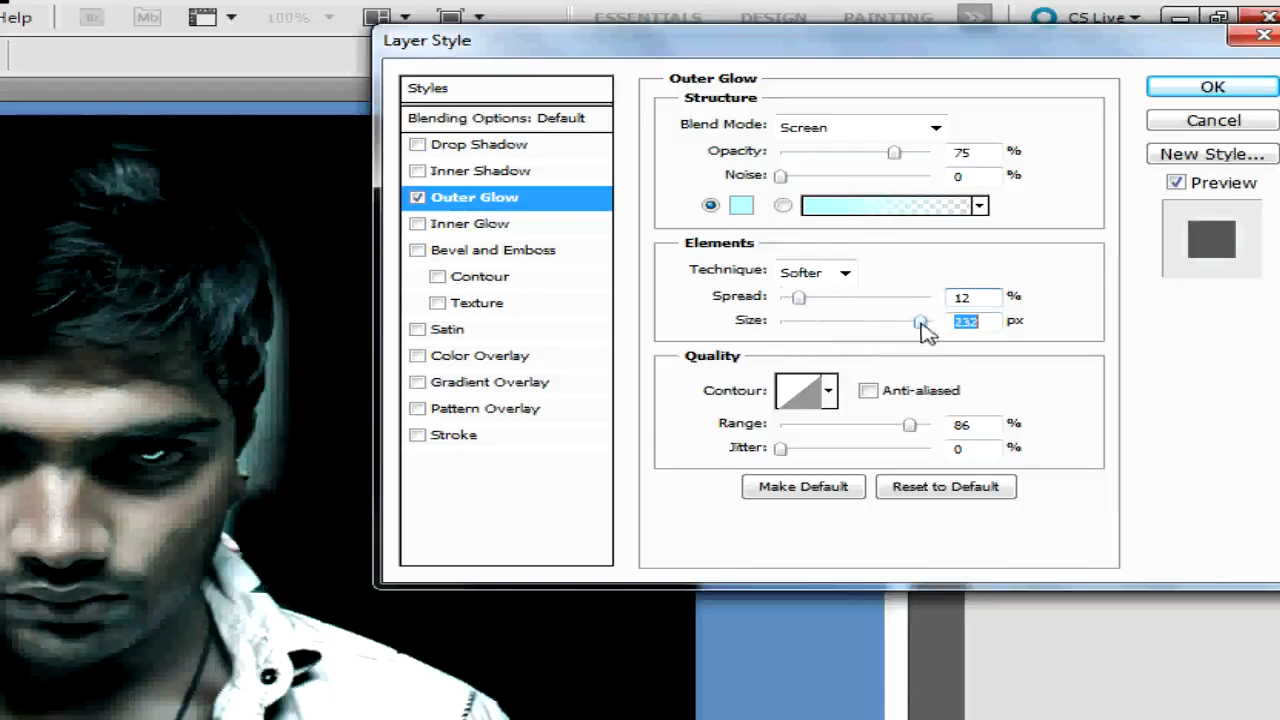 Help
Br
Mb
100%
ESSENTIALS
DESIGN
PAINTING
>>
CS Live
Layer Style
Styles
Blending Options: Default
Drop Shadow
Inner Shadow
Outer Glow
Inner Glow
Bevel and Emboss
Contour
Texture
Satin
Color Overlay
Gradient Overlay
Pattern Overlay
Stroke
Outer Glow
Structure
Blend Mode: Screen
Opacity: 75 %
Noise: 0 %
Elements
Technique: Softer
Spread: 12 %
Size: 232 px
Quality
Contour: Anti-aliased
Range: 86 %
Jitter: 0 %
Make Default
Reset to Default
OK
Cancel
New Style...
Preview